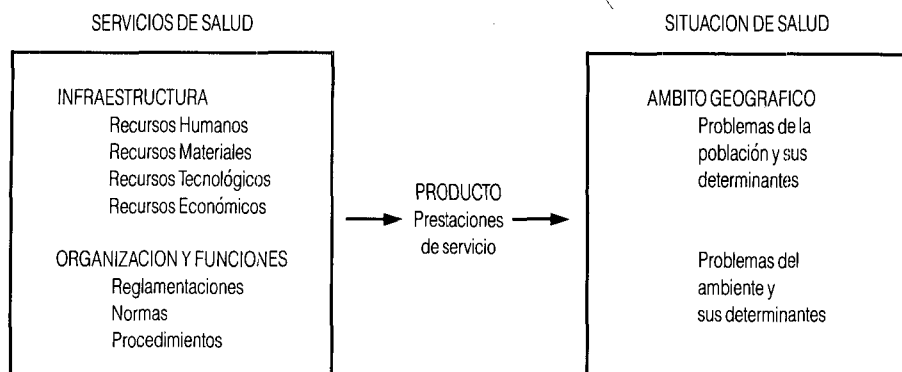 SERVICIOS DE SALUD
INFRAESTRUCTURA
Recursos Humanos
Recursos Materiales
Recursos Tecnológicos
Recursos Económicos
ORGANIZACION Y FUNCIONES
Reglamentaciones
Normas
Procedimientos
PRODUCTO
Prestaciones
de servicio
SITUACION DE SALUD
AMBITO GEOGRAFICO
Problemas de la
población y sus
determinantes
Problemas del
ambiente y
sus determinantes